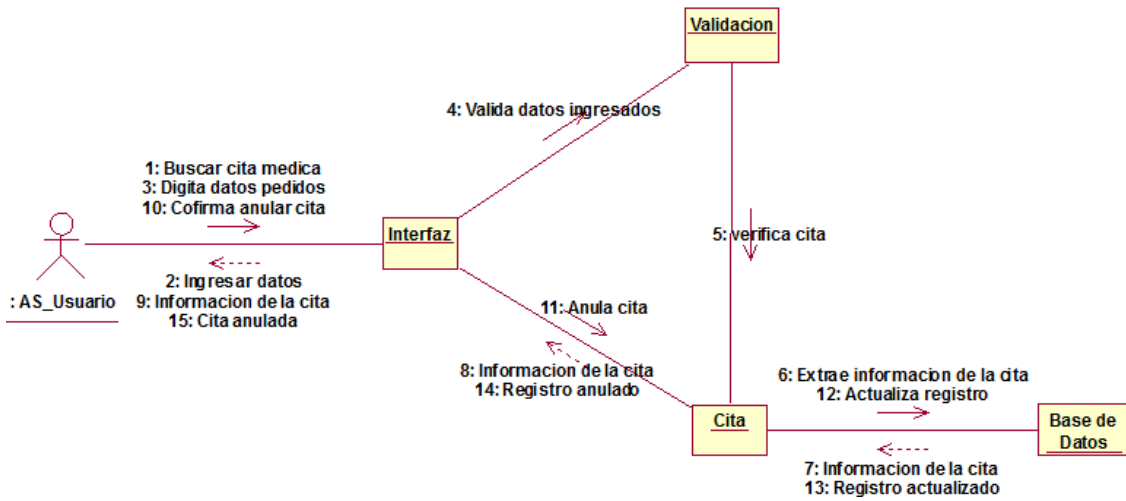 Validacion
4: Valida datos ingresados
1: Buscar cita medica
3: Digita datos pedidos
10: Cofirma anular cita
Interfaz
5: verifica cita
: AS_Usuario
2: Ingresar datos
9: Informacion de la cita
15: Cita anulada
11: Anula cita
8: Informacion de la cita
14: Registro anulado
6: Extrae informacion de la cita
12: Actualiza registro
Cita
Base de
Datos
7: Informacion de la cita
13: Registro actualizado